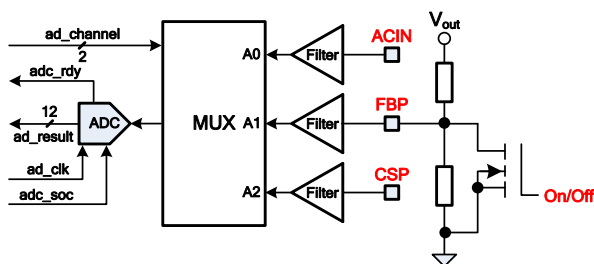 ad_channel
2
adc_rdy
12
ADC
ad_result
ad_clk
adc_soc
MUX
A0
A1
A2
Filter
Filter
Filter
ACIN
FBP
CSP
Vout
On/Off